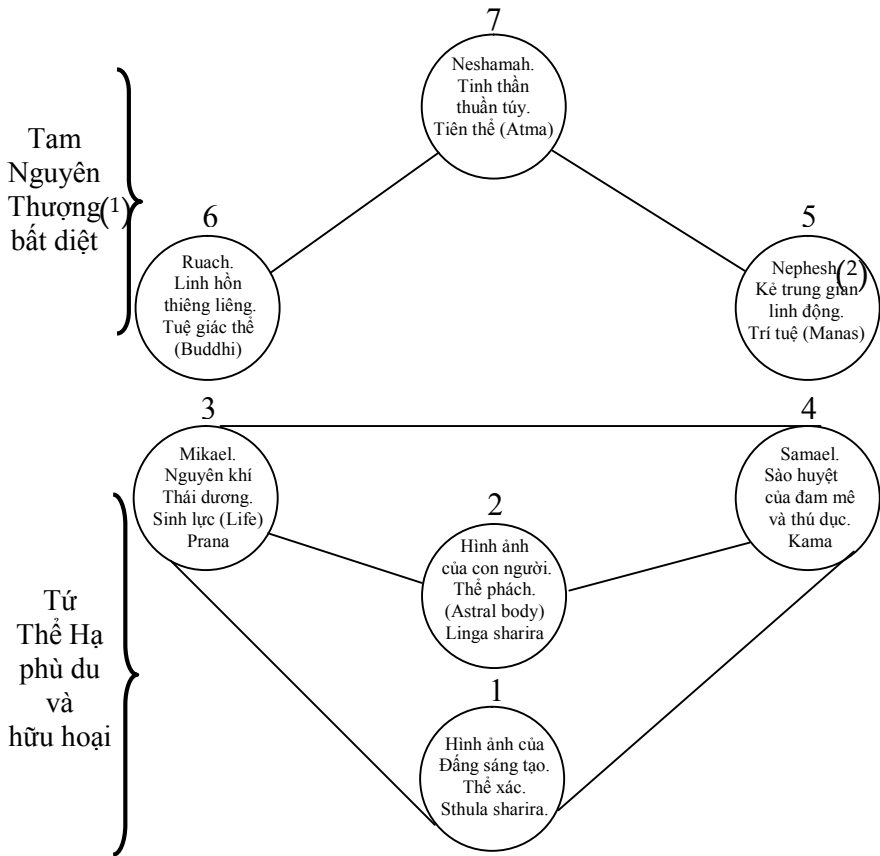 7
Neshamah.
Tinh thần
thuần túy.
Tiên thể (Atma)
Tam
Nguyên
Thượng(1)
bất diệt
6
Ruach.
Linh hồn
thiêng liêng.
Tuệ giác thể
(Buddhi)
5
Nephesh(2)
Kẻ trung gian
linh động.
Trí tuệ (Manas)
3
Mikael.
Nguyên khí
Thái dương.
Sinh lực (Life)
Prana
4
Samael.
Sào huyệt
của đam mê
và thú dục.
Kama
2
Hình ảnh
của con người.
Thể phách.
(Astral body)
Linga sharira
Tứ
Thể Hạ
phù du
và
hữu hoại
1
Hình ảnh của
Đấng sáng tạo.
Thể xác.
Sthula sharira.